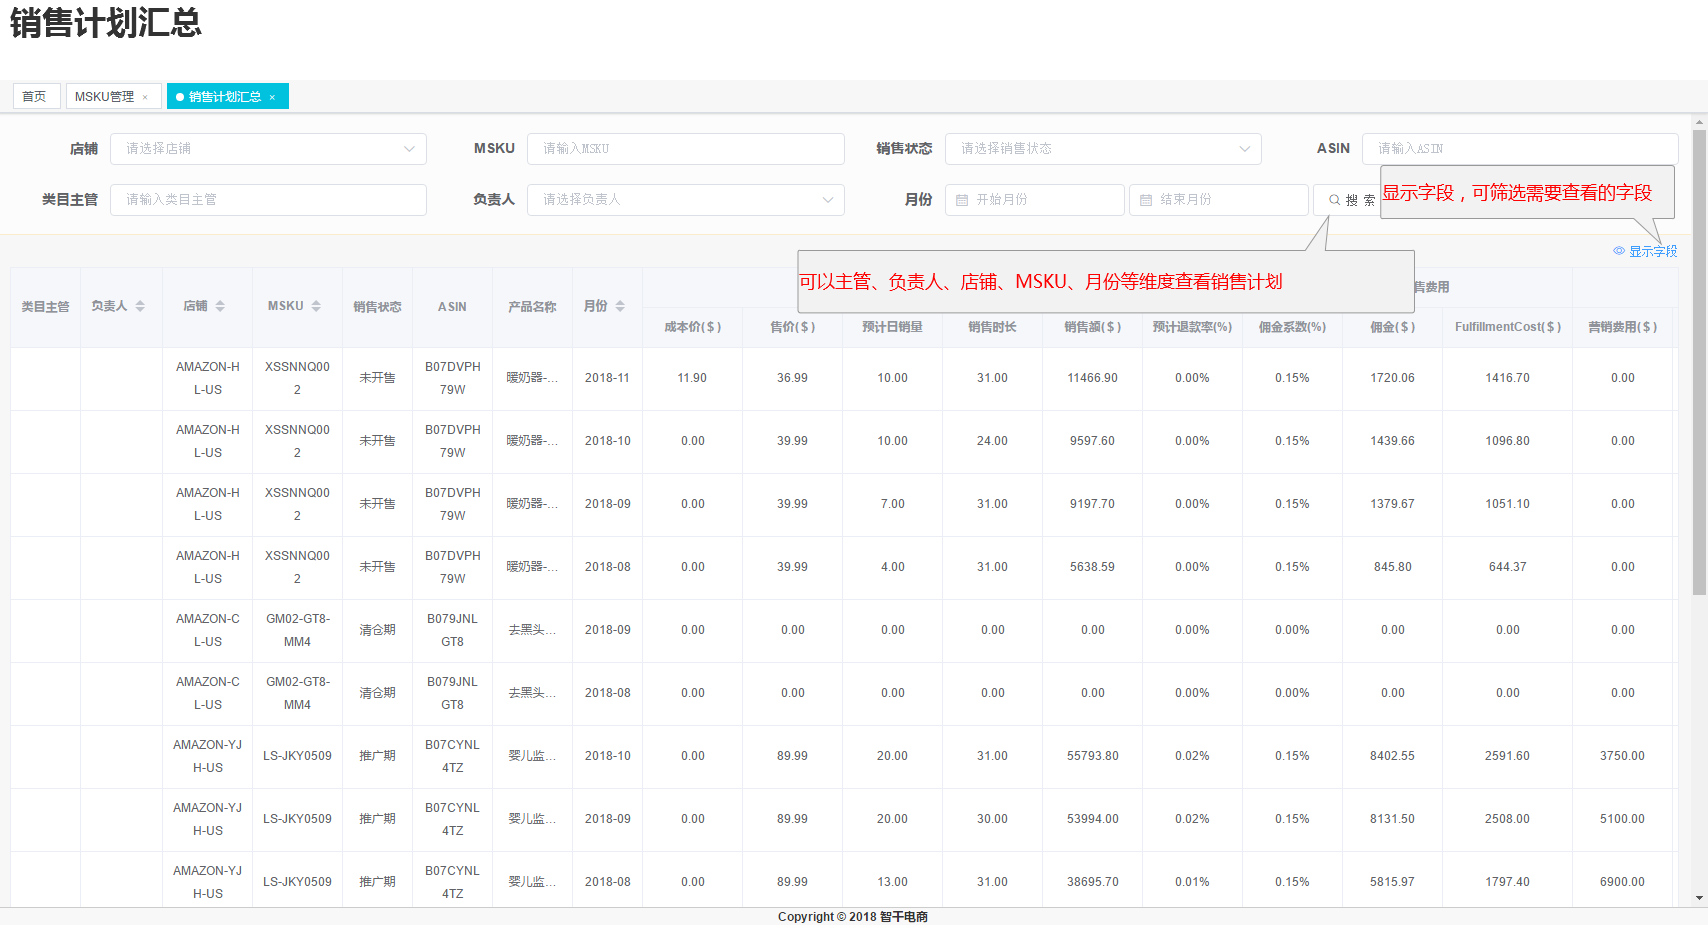 销售计划汇总
首页 MSKU管理 × 销售计划汇总 ×
店铺 请选择店铺 MSKU 请输入MSKU 销售状态 请选择销售状态 ASIN 请输入ASIN
类目主管 请输入类目主管 负责人 请选择负责人 月份 开始月份 结束月份 搜 索
显示字段，可筛选需要查看的字段
显示字段
可以主管、负责人、店铺、MSKU、月份等维度查看销售计划
售费用
类目主管 负责人 店铺 MSKU 销售状态 ASIN 产品名称 月份
成本价($) 售价($) 预计日销量 销售时长 销售额($) 预计退款率(%) 佣金系数(%) 佣金($) FulfillmentCost($) 营销费用($)
AMAZON-HL-US XSSNNQ002 未开售 B07DVPH79W 暖奶器-... 2018-11 11.90 36.99 10.00 31.00 11466.90 0.00% 0.15% 1720.06 1416.70 0.00
AMAZON-HL-US XSSNNQ002 未开售 B07DVPH79W 暖奶器-... 2018-10 0.00 39.99 10.00 24.00 9597.60 0.00% 0.15% 1439.66 1096.80 0.00
AMAZON-HL-US XSSNNQ002 未开售 B07DVPH79W 暖奶器-... 2018-09 0.00 39.99 7.00 31.00 9197.70 0.00% 0.15% 1379.67 1051.10 0.00
AMAZON-HL-US XSSNNQ002 未开售 B07DVPH79W 暖奶器-... 2018-08 0.00 39.99 4.00 31.00 5638.59 0.00% 0.15% 845.80 644.37 0.00
AMAZON-CL-US GM02-GT8-MM4 清仓期 B079JNLGT8 去黑头... 2018-09 0.00 0.00 0.00 0.00 0.00 0.00% 0.00% 0.00 0.00 0.00
AMAZON-CL-US GM02-GT8-MM4 清仓期 B079JNLGT8 去黑头... 2018-08 0.00 0.00 0.00 0.00 0.00 0.00% 0.00% 0.00 0.00 0.00
AMAZON-YJH-US LS-JKY0509 推广期 B07CYNL4TZ 婴儿监... 2018-10 0.00 89.99 20.00 31.00 55793.80 0.02% 0.15% 8402.55 2591.60 3750.00
AMAZON-YJH-US LS-JKY0509 推广期 B07CYNL4TZ 婴儿监... 2018-09 0.00 89.99 20.00 30.00 53994.00 0.02% 0.15% 8131.50 2508.00 5100.00
AMAZON-YJH-US LS-JKY0509 推广期 B07CYNL4TZ 婴儿监... 2018-08 0.00 89.99 13.00 31.00 38695.70 0.01% 0.15% 5815.97 1797.40 6900.00
Copyright © 2018 智干电商